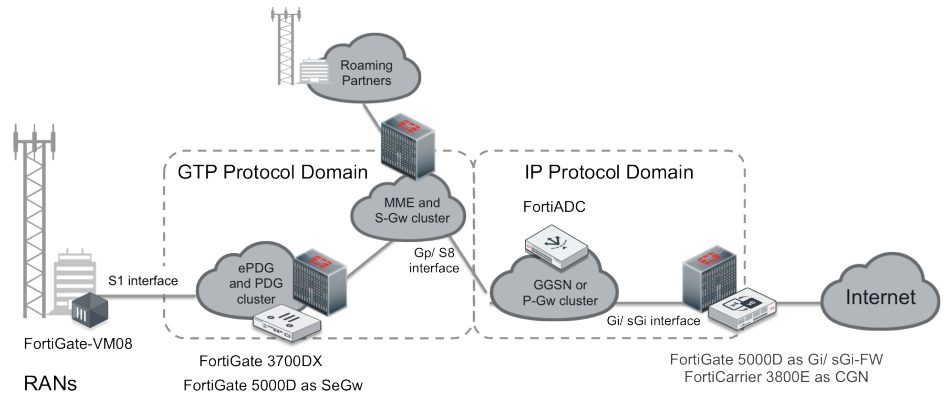 Roaming
Partners
GTP Protocol Domain
IP Protocol Domain
FortiADC
MME and
S-Gw cluster
Gp/ S8
interface
ePDG
and PDG
cluster
S1 interface
GGSN or
P-Gw cluster
Internet
Gi/ sGi interface
FortiGate-VM08
FortiGate 3700DX
FortiGate 5000D as SeGw
FortiGate 5000D as Gi/ sGi-FW
FortiCarrier 3800E as CGN
RANs